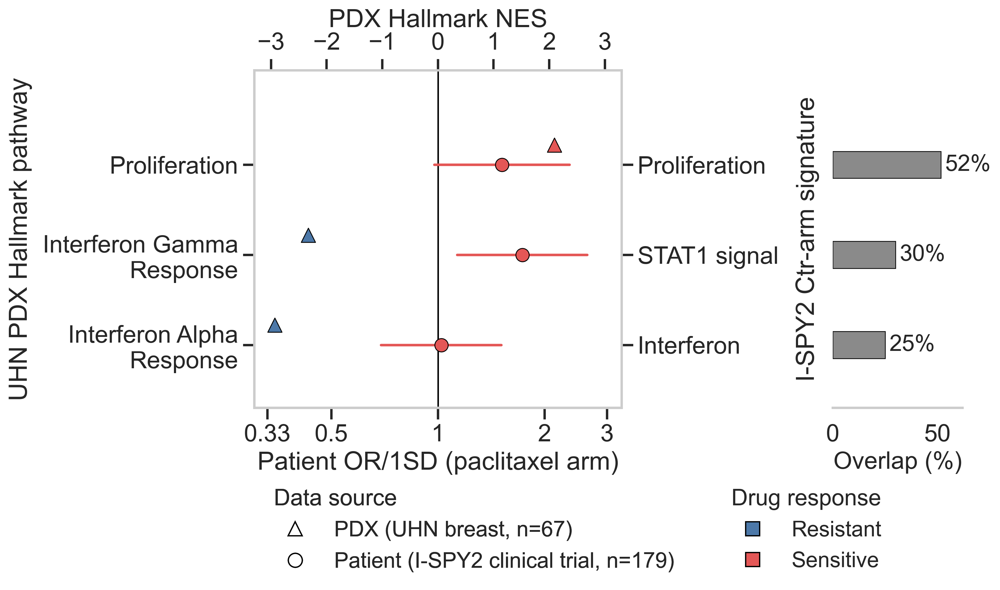 PDX Hallmark NES
−3 −2 −1 0 1 2 3
UHN PDX Hallmark pathway
Proliferation
Interferon Gamma
Response
Interferon Alpha
Response
Proliferation
STAT1 signal
Interferon
I-SPY2 Ctr-arm signature
52%
30%
25%
0.33 0.5 1 2 3
Patient OR/1SD (paclitaxel arm)
0 50
Overlap (%)
Data source
PDX (UHN breast, n=67)
Patient (I-SPY2 clinical trial, n=179)
Drug response
Resistant
Sensitive